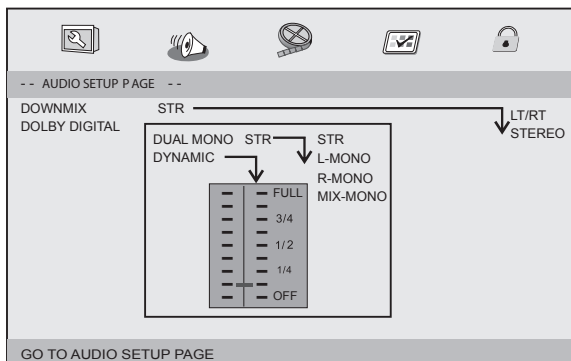 - - AUDIO SETUP PAGE - -
DOWNMIX STR LT/RT
DOLBY DIGITAL STEREO
DUAL MONO STR STR
DYNAMIC L-MONO
R-MONO
FULL MIX-MONO
3/4
1/2
1/4
OFF
GO TO AUDIO SETUP PAGE